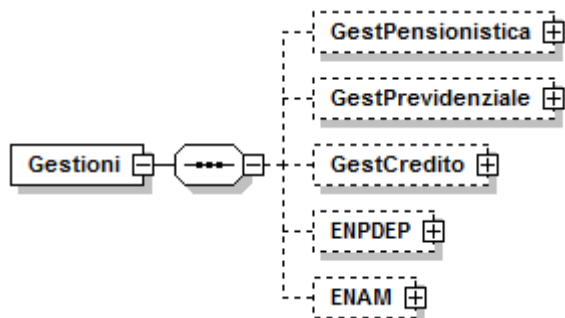 GestPensionistica
GestPrevidenziale
Gestioni
GestCredito
ENPDEP
ENAM